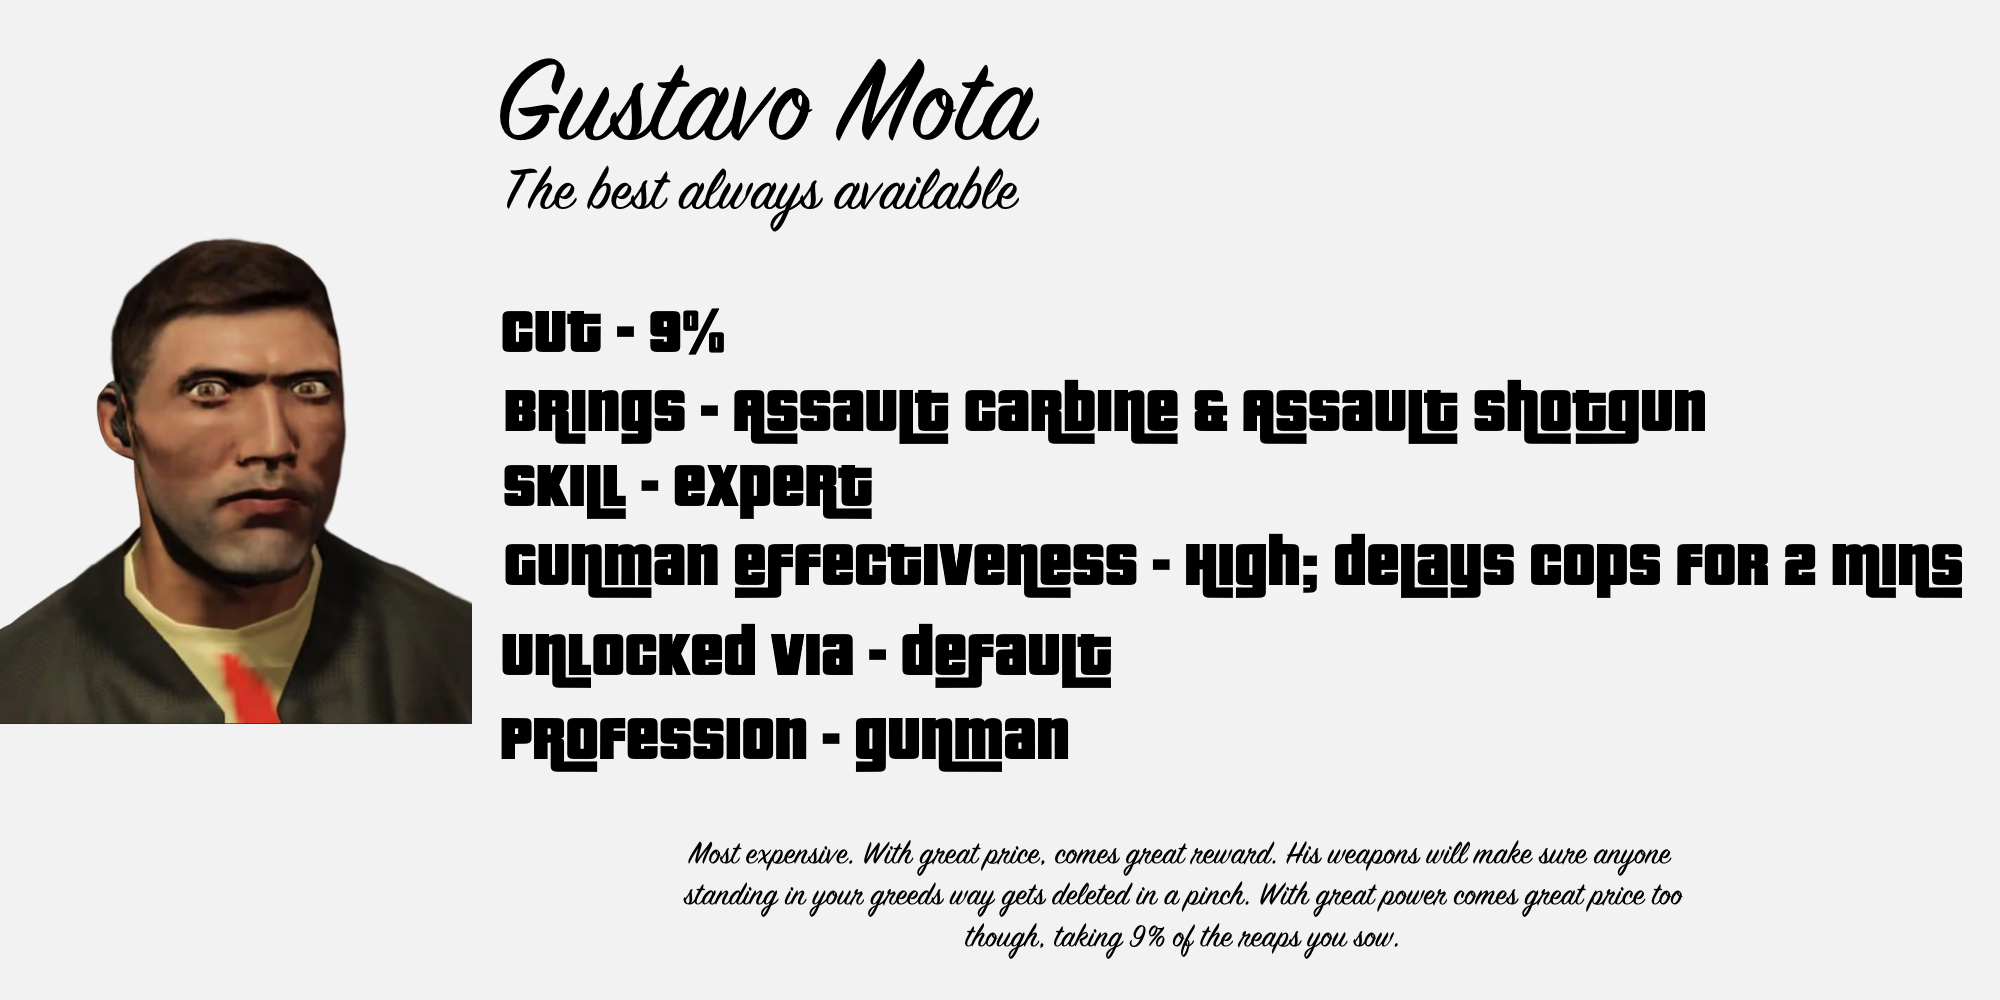 Gustavo Mota
The best always available
Cut - 9%
Brings - Assault Carbine & Assault Shotgun
Skill - Expert
Gunman Effectiveness - High; delays cops for 2 mins
Unlocked via - default
Profession - gunman
Most expensive. With great price, comes great reward. His weapons will make sure anyone
standing in your greeds way gets deleted in a pinch. With great power comes great price too
though, taking 9% of the reaps you sow.